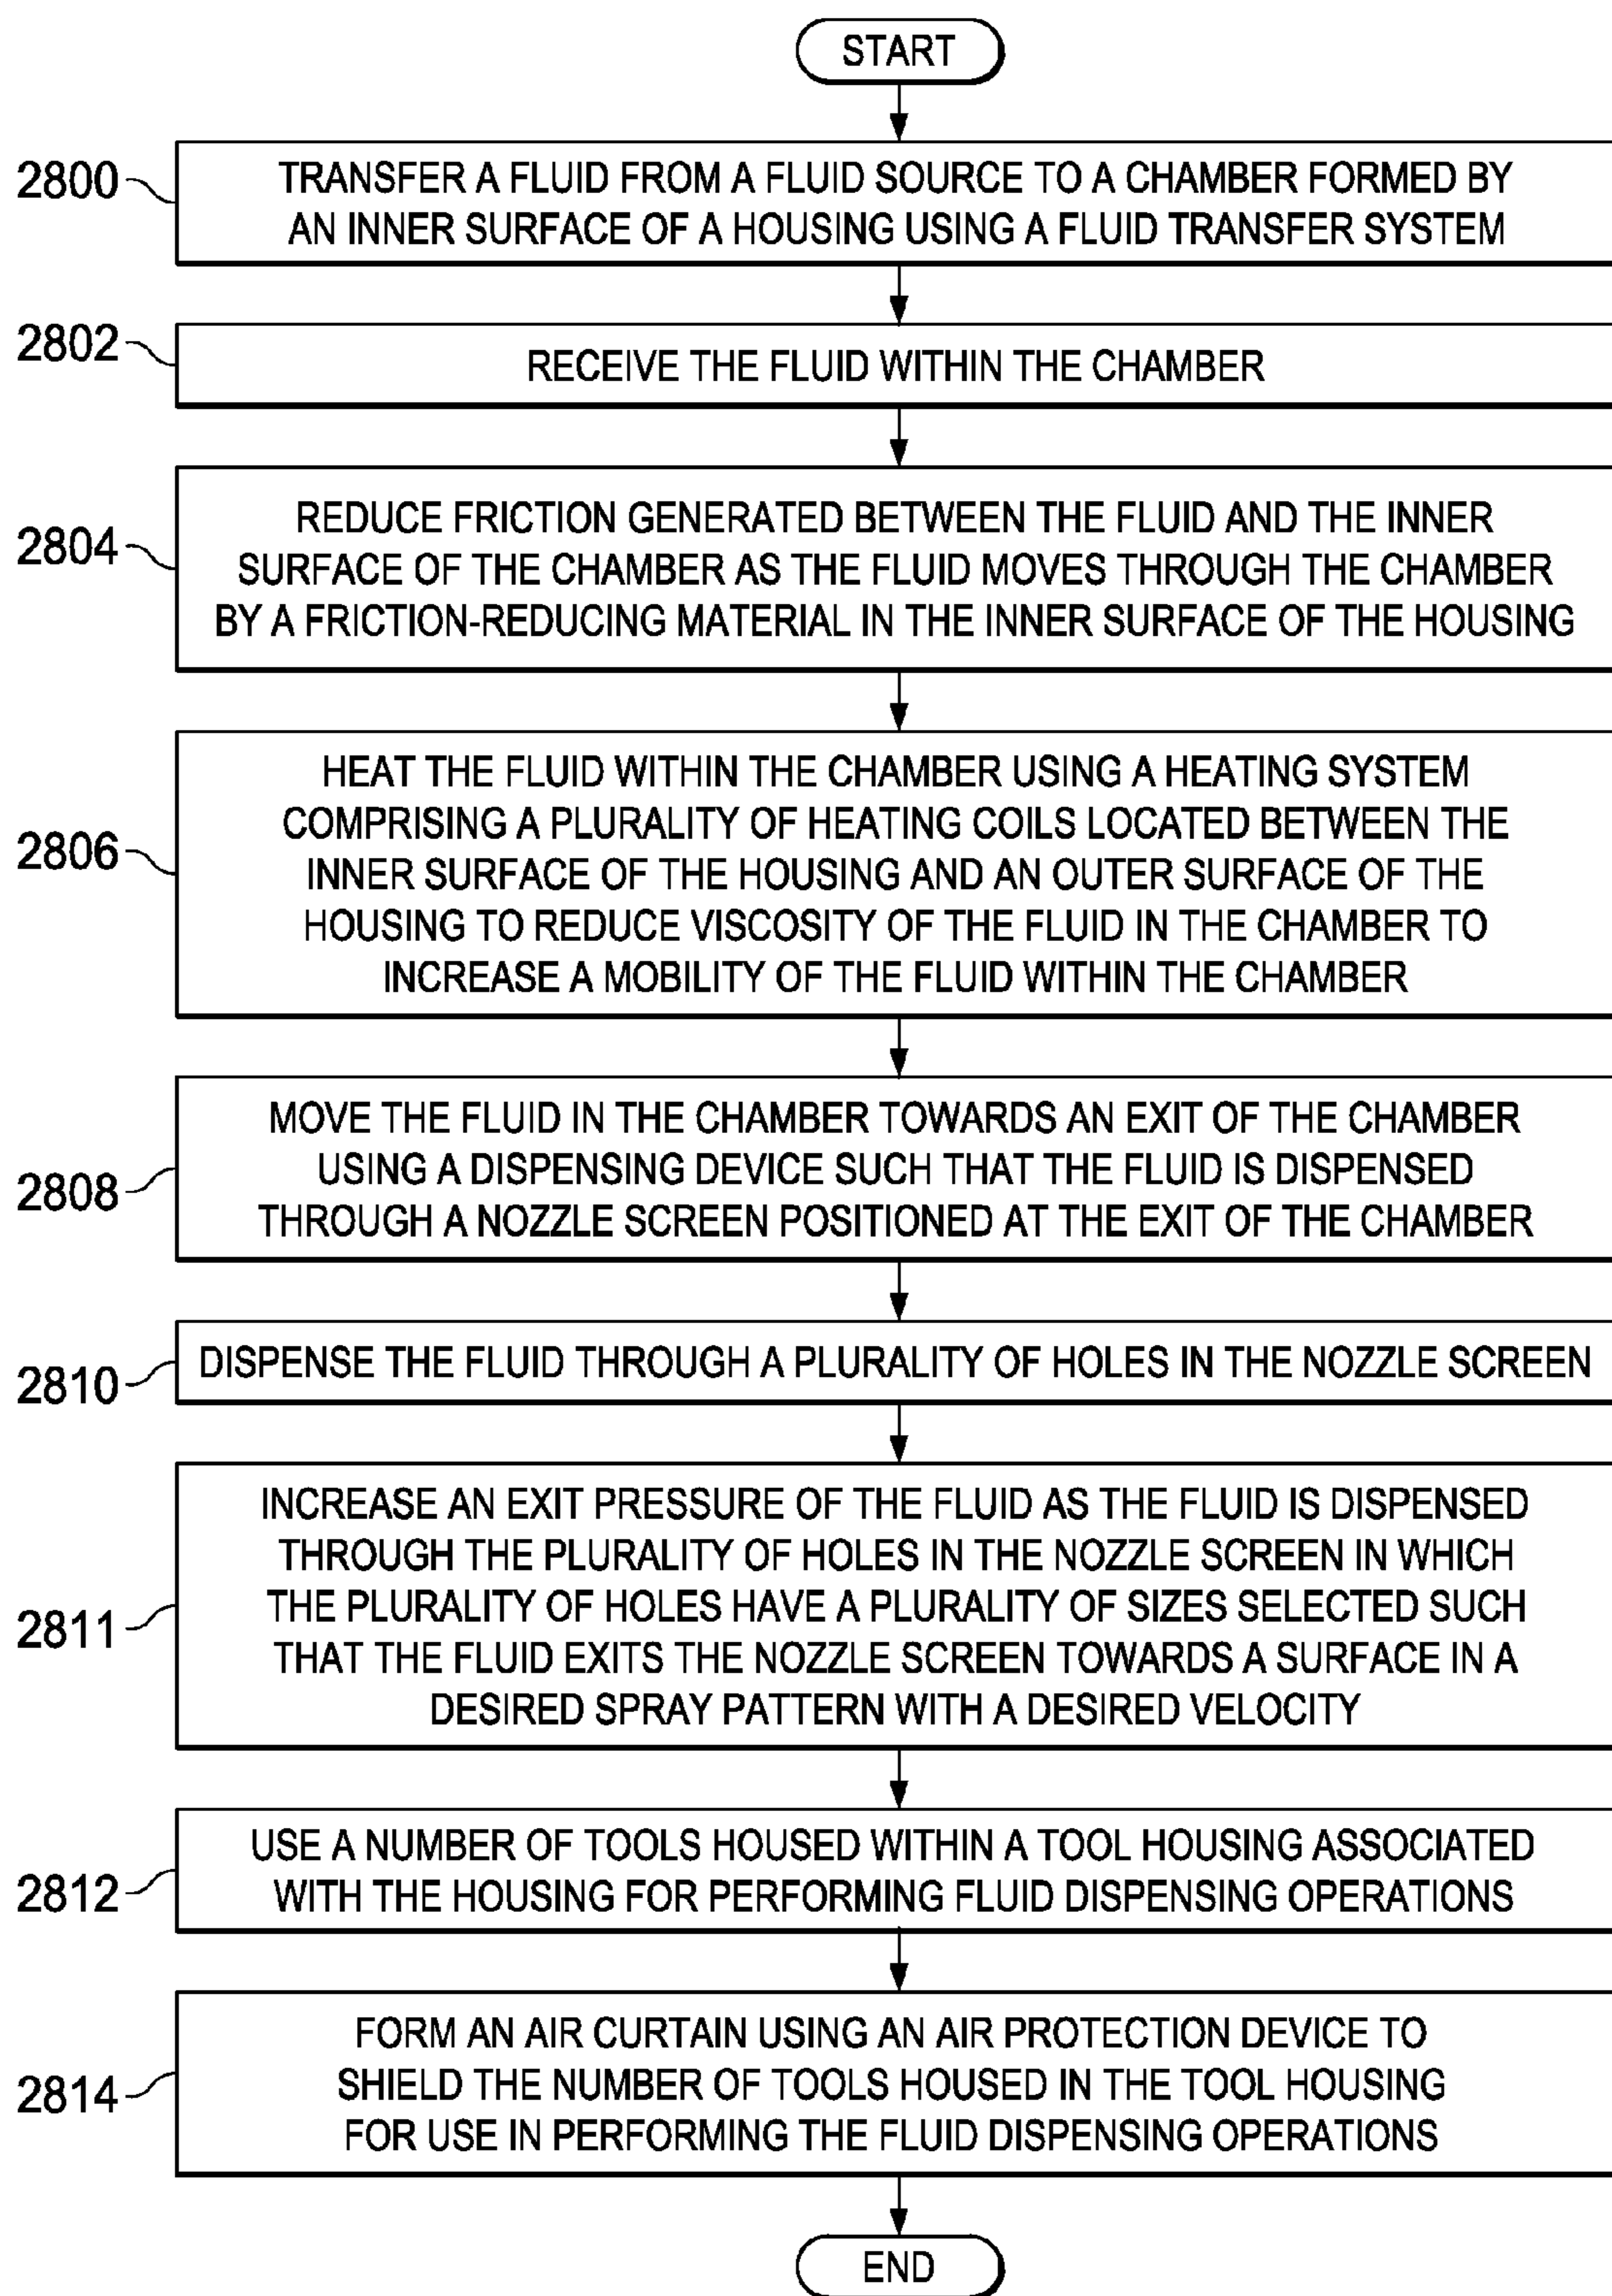 START
2800
TRANSFER A FLUID FROM A FLUID SOURCE TO A CHAMBER FORMED BY
AN INNER SURFACE OF A HOUSING USING A FLUID TRANSFER SYSTEM
2802
RECEIVE THE FLUID WITHIN THE CHAMBER
2804
REDUCE FRICTION GENERATED BETWEEN THE FLUID AND THE INNER
SURFACE OF THE CHAMBER AS THE FLUID MOVES THROUGH THE CHAMBER
BY A FRICTION-REDUCING MATERIAL IN THE INNER SURFACE OF THE HOUSING
2806
HEAT THE FLUID WITHIN THE CHAMBER USING A HEATING SYSTEM
COMPRISING A PLURALITY OF HEATING COILS LOCATED BETWEEN THE
INNER SURFACE OF THE HOUSING AND AN OUTER SURFACE OF THE
HOUSING TO REDUCE VISCOSITY OF THE FLUID IN THE CHAMBER TO
INCREASE A MOBILITY OF THE FLUID WITHIN THE CHAMBER
2808
MOVE THE FLUID IN THE CHAMBER TOWARDS AN EXIT OF THE CHAMBER
USING A DISPENSING DEVICE SUCH THAT THE FLUID IS DISPENSED
THROUGH A NOZZLE SCREEN POSITIONED AT THE EXIT OF THE CHAMBER
2810
DISPENSE THE FLUID THROUGH A PLURALITY OF HOLES IN THE NOZZLE SCREEN
2811
INCREASE AN EXIT PRESSURE OF THE FLUID AS THE FLUID IS DISPENSED
THROUGH THE PLURALITY OF HOLES IN THE NOZZLE SCREEN IN WHICH
THE PLURALITY OF HOLES HAVE A PLURALITY OF SIZES SELECTED SUCH
THAT THE FLUID EXITS THE NOZZLE SCREEN TOWARDS A SURFACE IN A
DESIRED SPRAY PATTERN WITH A DESIRED VELOCITY
2812
USE A NUMBER OF TOOLS HOUSED WITHIN A TOOL HOUSING ASSOCIATED
WITH THE HOUSING FOR PERFORMING FLUID DISPENSING OPERATIONS
2814
FORM AN AIR CURTAIN USING AN AIR PROTECTION DEVICE TO
SHIELD THE NUMBER OF TOOLS HOUSED IN THE TOOL HOUSING
FOR USE IN PERFORMING THE FLUID DISPENSING OPERATIONS
END